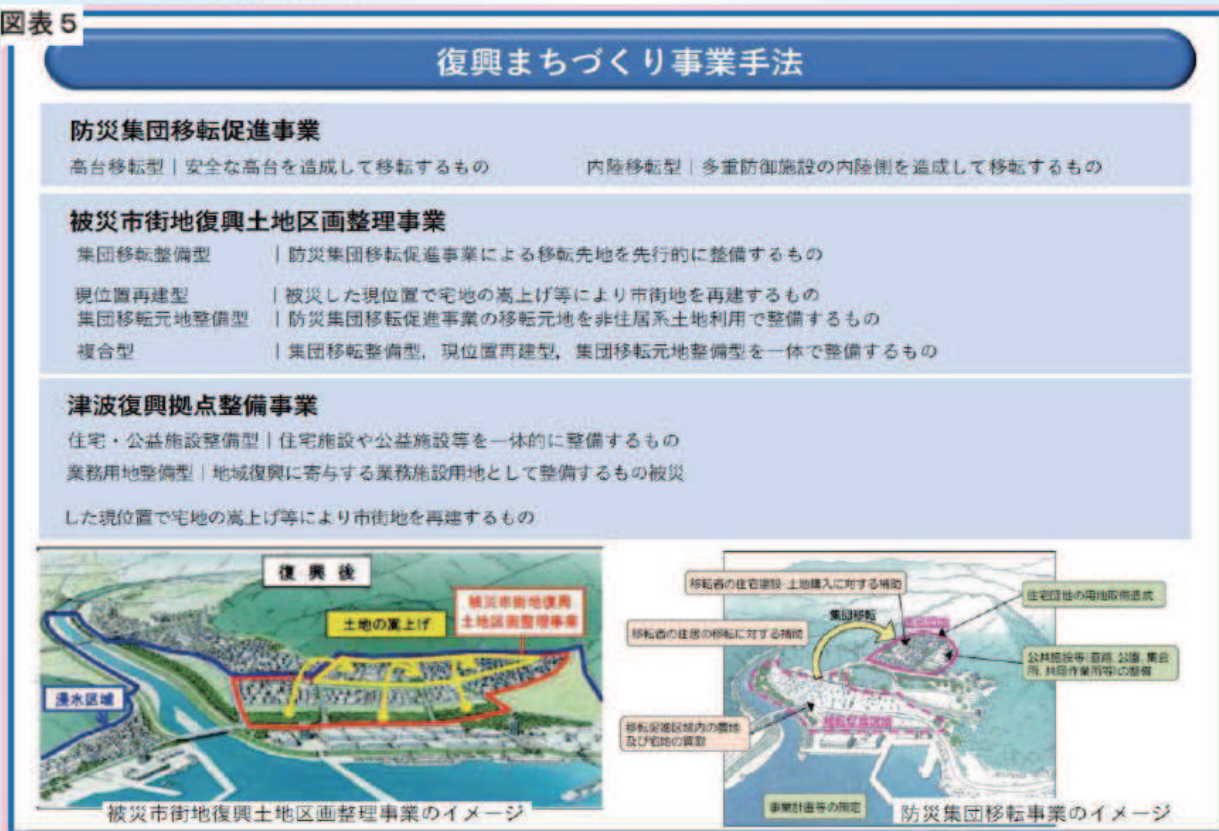 図表5
復興まちづくり事業手法
防災集団移転促進事業
高台移転型｜安全な高台を造成して移転するもの　内陸移転型｜多重防御施設の内陸側を造成して移転するもの
被災市街地復興土地区画整理事業
集団移転整備型｜防災集団移転促進事業による移転先地を先行的に整備するもの
現位置再建型｜被災した現位置で宅地の嵩上げ等により市街地を再建するもの
集団移転元地整備型｜防災集団移転促進事業の移転元地を非住居系土地利用で整備するもの
複合型｜集団移転整備型，現位置再建型，集団移転元地整備型を一体で整備するもの
津波復興拠点整備事業
住宅・公益施設整備型｜住宅施設や公益施設等を一体的に整備するもの
業務用地整備型｜地域復興に寄与する業務施設用地として整備するもの被災
した現位置で宅地の嵩上げ等により市街地を再建するもの
復興後
被災市街地復興
土地区画整理事業
土地の嵩上げ
浸水区域
被災市街地復興土地区画整理事業のイメージ
移転者の住宅建設・土地購入に対する補助
住宅団地の用地取得造成
集団移転
移転者の住居の移転に対する補助
公共施設等(道路、公園、集会
所、共同作業所等)の整備
移転促進区域内の農地
及び宅地の買取
移転促進区域
事業計画等の策定
防災集団移転事業のイメージ